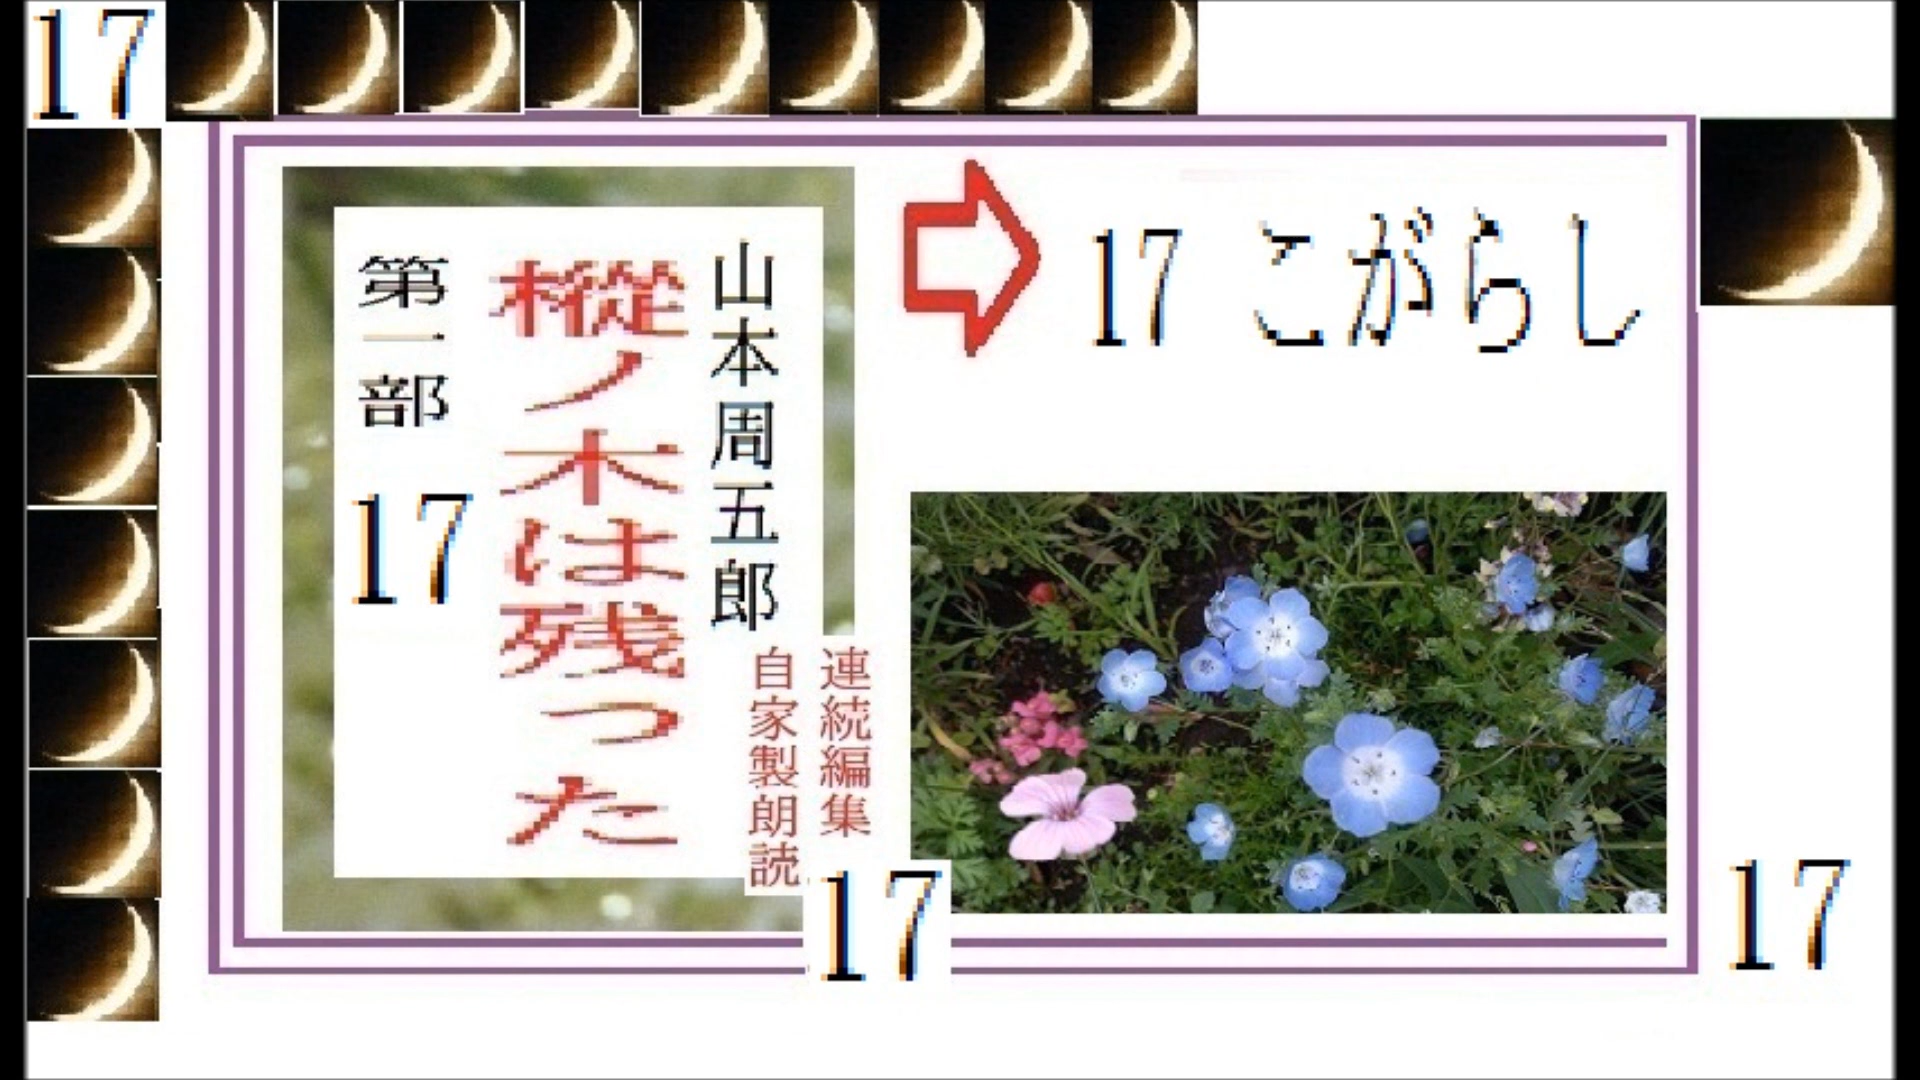 17
17 こがらし
山本周五郎
樅ノ木は残った
第一部
17
連続編集
自家製朗読
17
17